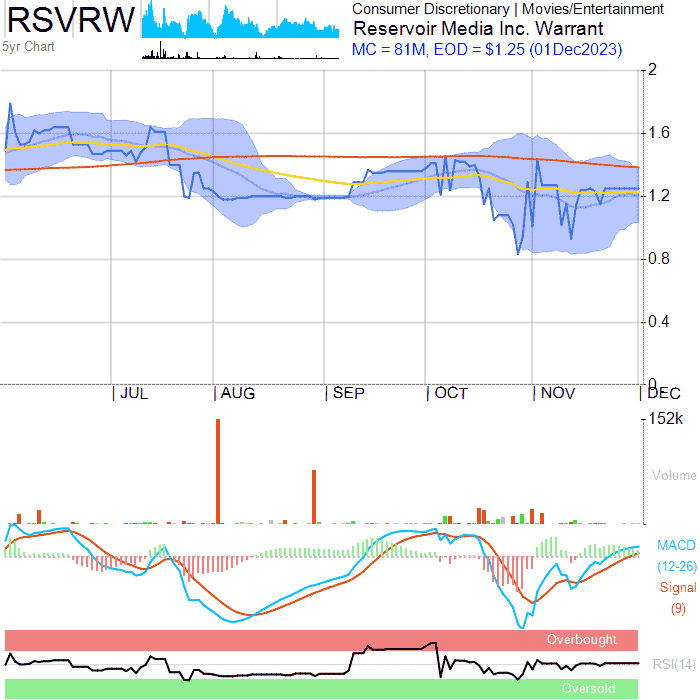 RSVRW
5yr Chart
Consumer Discretionary | Movies/Entertainment
Reservoir Media Inc. Warrant
MC = 81M, EOD = $1.25 (01Dec2023)
2
1.6
1.2
0.8
0.4
0
JUL AUG SEP OCT NOV DEC
152k
Volume
MACD
(12-26)
Signal
(9)
Overbought
RSI(14)
Oversold